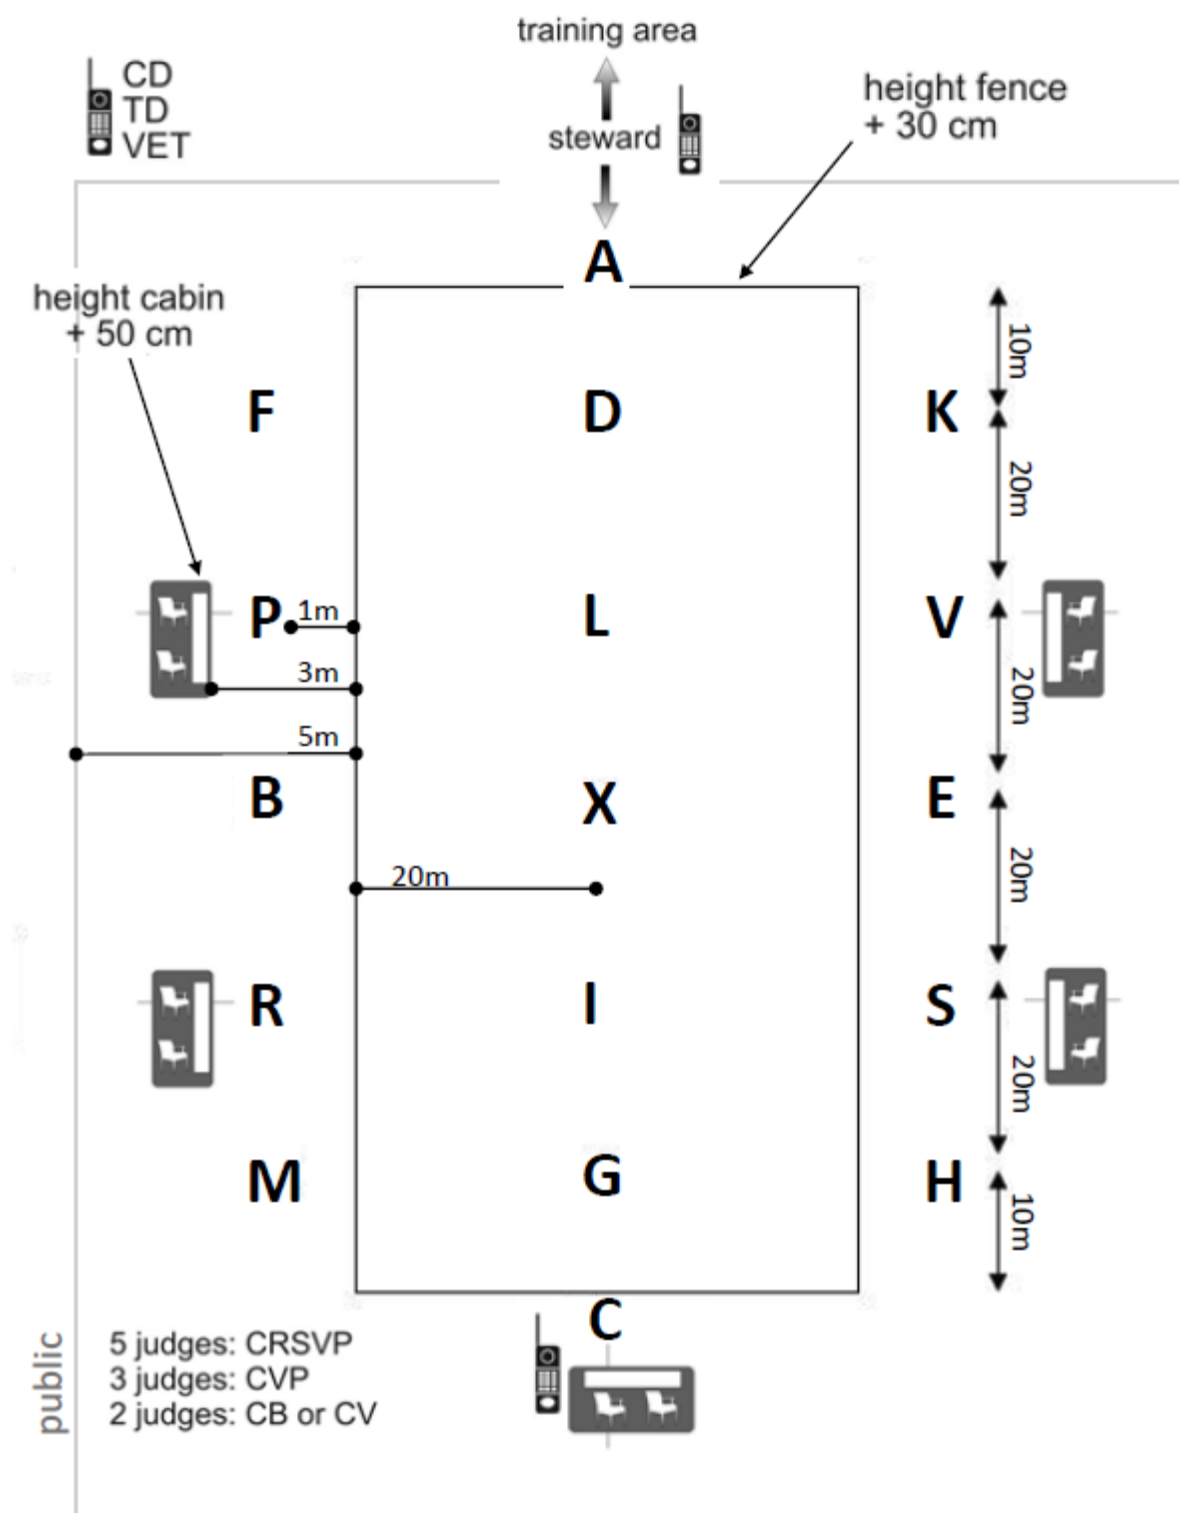 training area
CD
TD
VET
steward
height fence
+ 30 cm
A
height cabin
+ 50 cm
10m
F
D
K
20m
P
1m
L
V
3m
20m
5m
B
X
E
20m
20m
R
I
S
20m
M
G
H
10m
C
public
5 judges: CRSVP
3 judges: CVP
2 judges: CB or CV